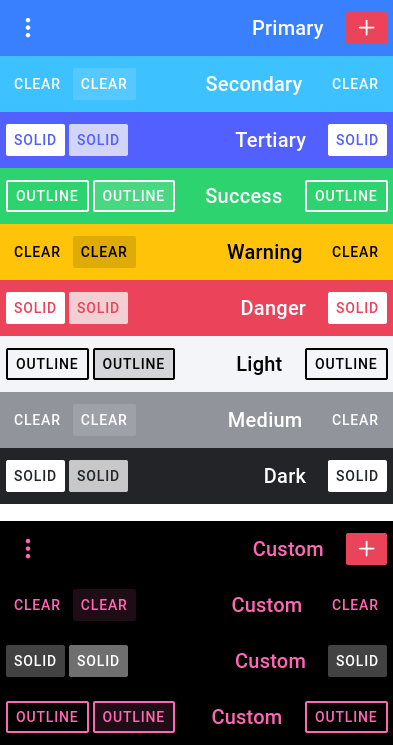 Primary
CLEAR CLEAR Secondary CLEAR
SOLID SOLID Tertiary SOLID
OUTLINE OUTLINE Success OUTLINE
CLEAR CLEAR Warning CLEAR
SOLID SOLID Danger SOLID
OUTLINE OUTLINE Light OUTLINE
CLEAR CLEAR Medium CLEAR
SOLID SOLID Dark SOLID
Custom
CLEAR CLEAR Custom CLEAR
SOLID SOLID Custom SOLID
OUTLINE OUTLINE Custom OUTLINE